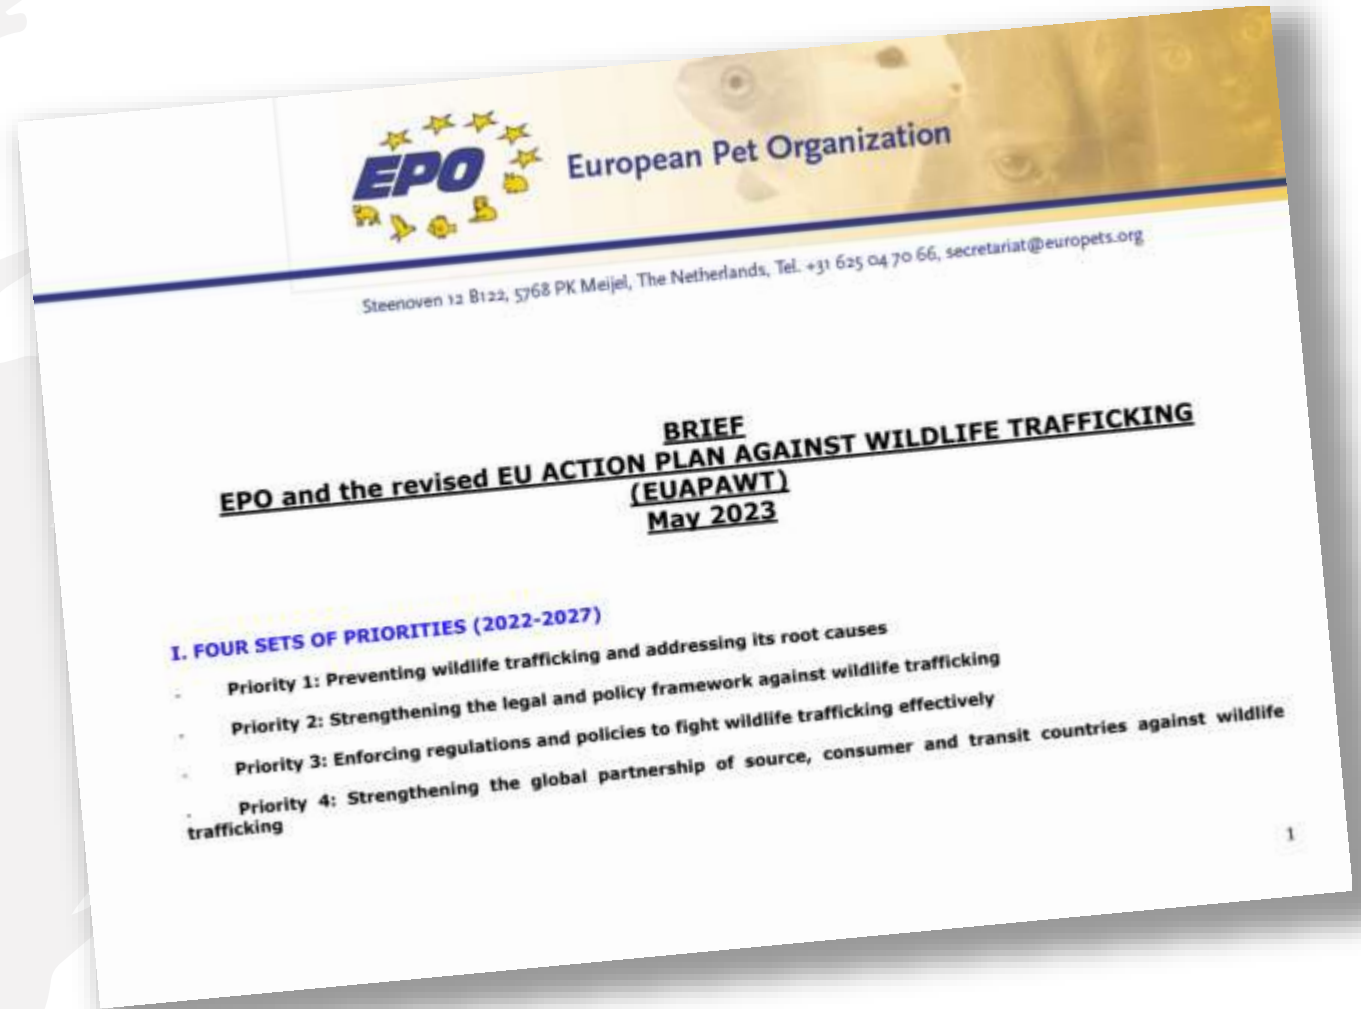 EPO
European Pet Organization
Steenoven 12 B122, 5768 PK Meijel, The Netherlands, Tel. +31 625 04 70 66, secretariat@europets.org
BRIEF
EPO and the revised EU ACTION PLAN AGAINST WILDLIFE TRAFFICKING
(EUAPAWT)
May 2023
I. FOUR SETS OF PRIORITIES (2022-2027)
· Priority 1: Preventing wildlife trafficking and addressing its root causes
· Priority 2: Strengthening the legal and policy framework against wildlife trafficking
· Priority 3: Enforcing regulations and policies to fight wildlife trafficking effectively
· Priority 4: Strengthening the global partnership of source, consumer and transit countries against wildlife
trafficking
1